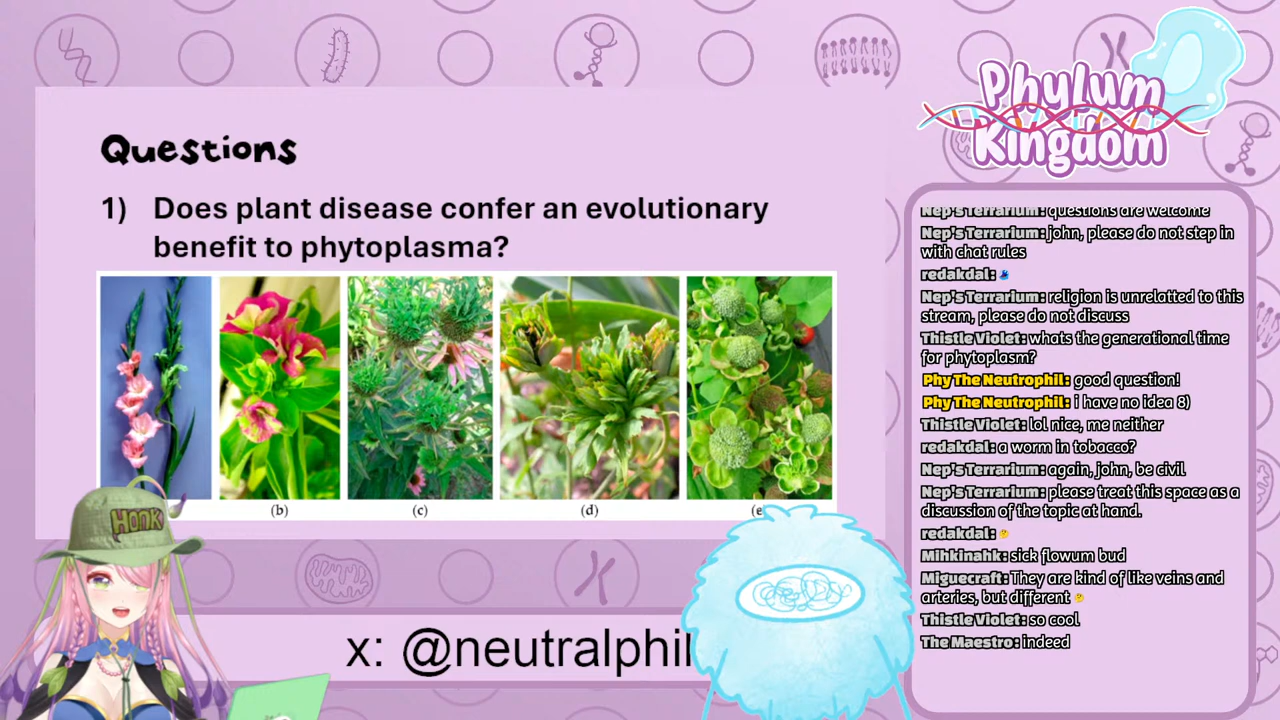 Questions
1) Does plant disease confer an evolutionary
benefit to phytoplasma?
(b) (c) (d) (e
Honk
x: @neutralphil
Phylum
Kingdom
Nep's Terrarium: questions are welcome
Nep's Terrarium: john, please do not step in
with chat rules
redakdal:
Nep's Terrarium: religion is unrelatted to this
stream, please do not discuss
Thistle Violet: whats the generational time
for phytoplasm?
Phy The Neutrophil: good question!
Phy The Neutrophil: i have no idea 8)
Thistle Violet: lol nice, me neither
redakdal: a worm in tobacco?
Nep's Terrarium: again, john, be civil
Nep's Terrarium: please treat this space as a
discussion of the topic at hand.
redakdal: 🤔
Mihkinahk: sick flowum bud
Miguecraft: They are kind of like veins and
arteries, but different 🤔
Thistle Violet: so cool
The Maestro: indeed